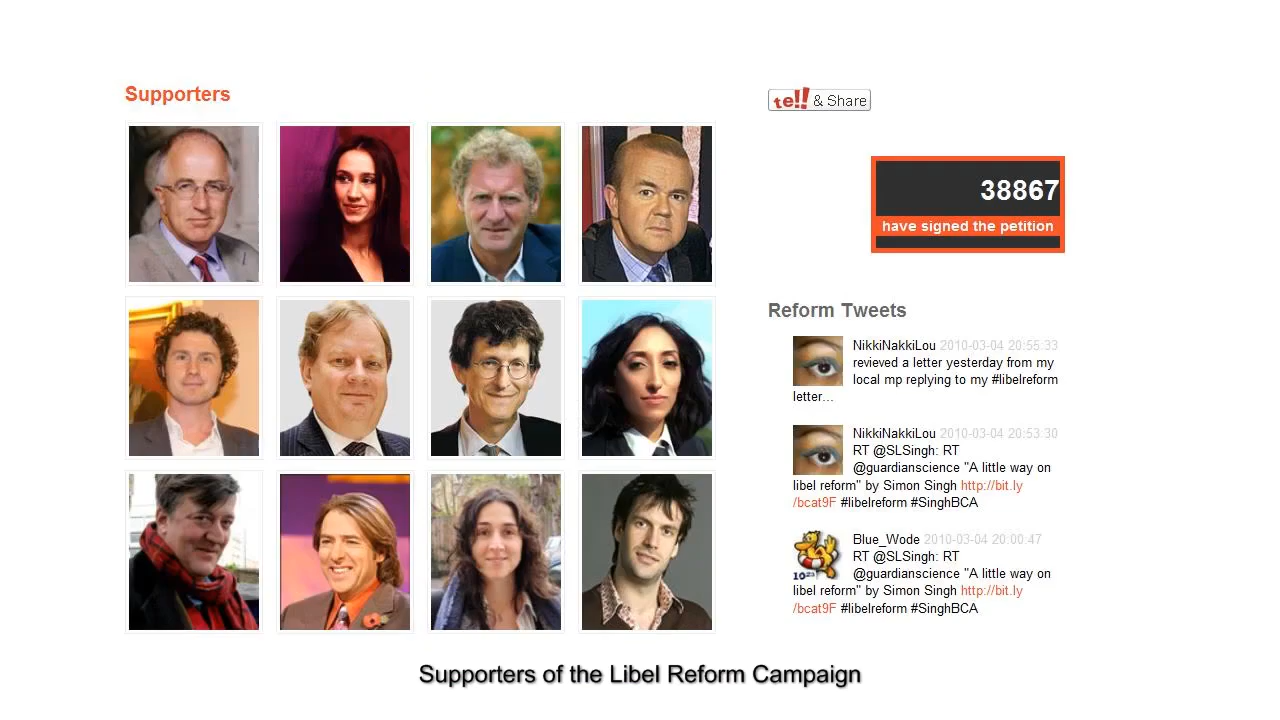 Supporters
te!! & Share
38867
have signed the petition
Reform Tweets
NikkiNakkiLou 2010-03-04 20:55:33
revieved a letter yesterday from my
local mp replying to my #libelreform
letter...
NikkiNakkiLou 2010-03-04 20:53:30
RT @SLSingh: RT
@guardianscience "A little way on
libel reform" by Simon Singh http://bit.ly
/bcat9F #libelreform #SinghBCA
Blue_Wode 2010-03-04 20:00:47
RT @SLSingh: RT
@guardianscience "A little way on
libel reform" by Simon Singh http://bit.ly
/bcat9F #libelreform #SinghBCA
1023
Supporters of the Libel Reform Campaign